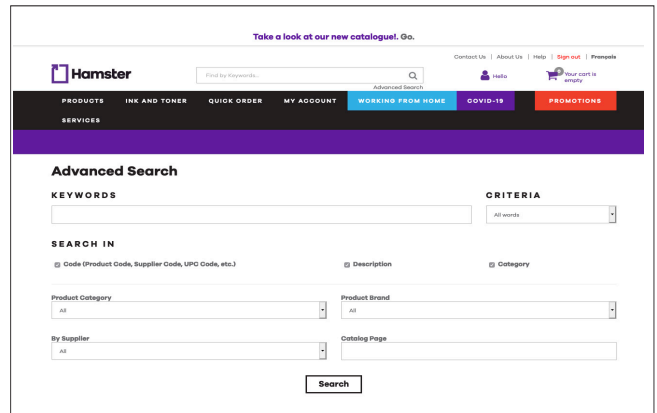 Take a look at our new catalogue!. Go.
Contact Us | About Us | Help | Sign out | Français
Hamster
Find by Keywords...
Hello
0
Your cart is
empty
Advanced Search
PRODUCTS INK AND TONER QUICK ORDER MY ACCOUNT WORKING FROM HOME COVID-19 PROMOTIONS
SERVICES
Advanced Search
KEYWORDS CRITERIA
All words
SEARCH IN
Code (Product Code, Supplier Code, UPC Code, etc.) Description Category
Product Category Product Brand
All All
By Supplier Catalog Page
All
Search